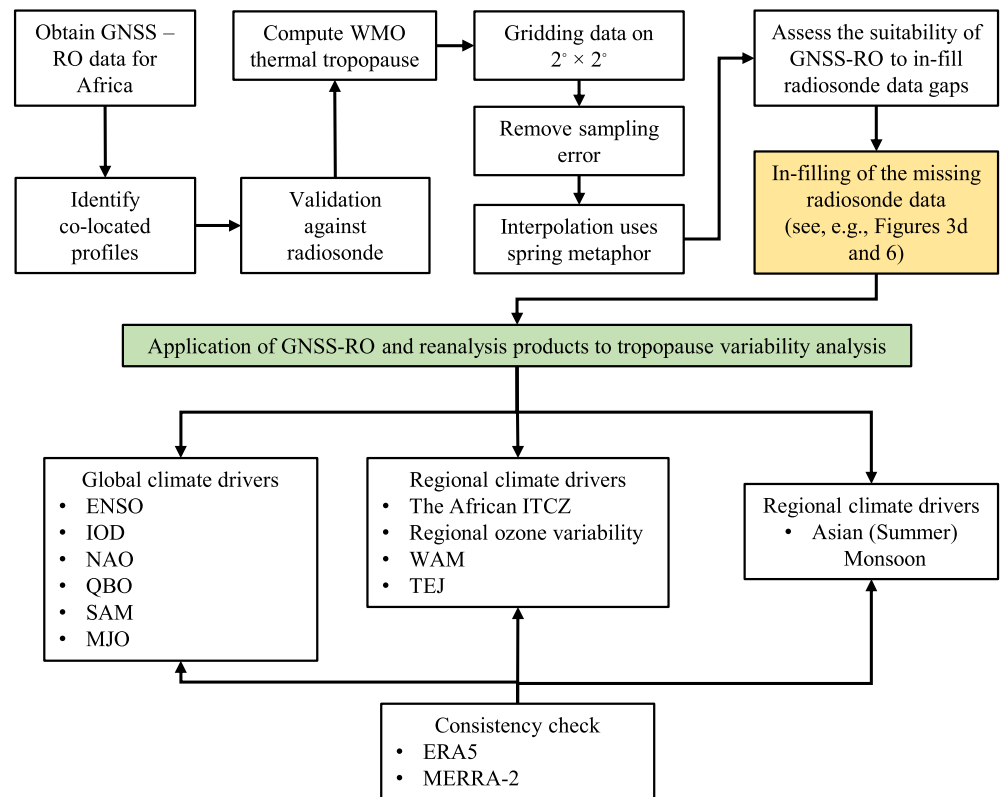 Obtain GNSS –
RO data for
Africa
Identify
co-located
profiles
Validation
against
radiosonde
Compute WMO
thermal tropopause
Gridding data on
2° × 2°
Remove sampling
error
Interpolation uses
spring metaphor
Assess the suitability of
GNSS-RO to in-fill
radiosonde data gaps
In-filling of the missing
radiosonde data
(see, e.g., Figures 3d
and 6)
Application of GNSS-RO and reanalysis products to tropopause variability analysis
Global climate drivers
• ENSO
• IOD
• NAO
• QBO
• SAM
• MJO
Regional climate drivers
• The African ITCZ
• Regional ozone variability
• WAM
• TEJ
Regional climate drivers
• Asian (Summer)
Monsoon
Consistency check
• ERA5
• MERRA-2